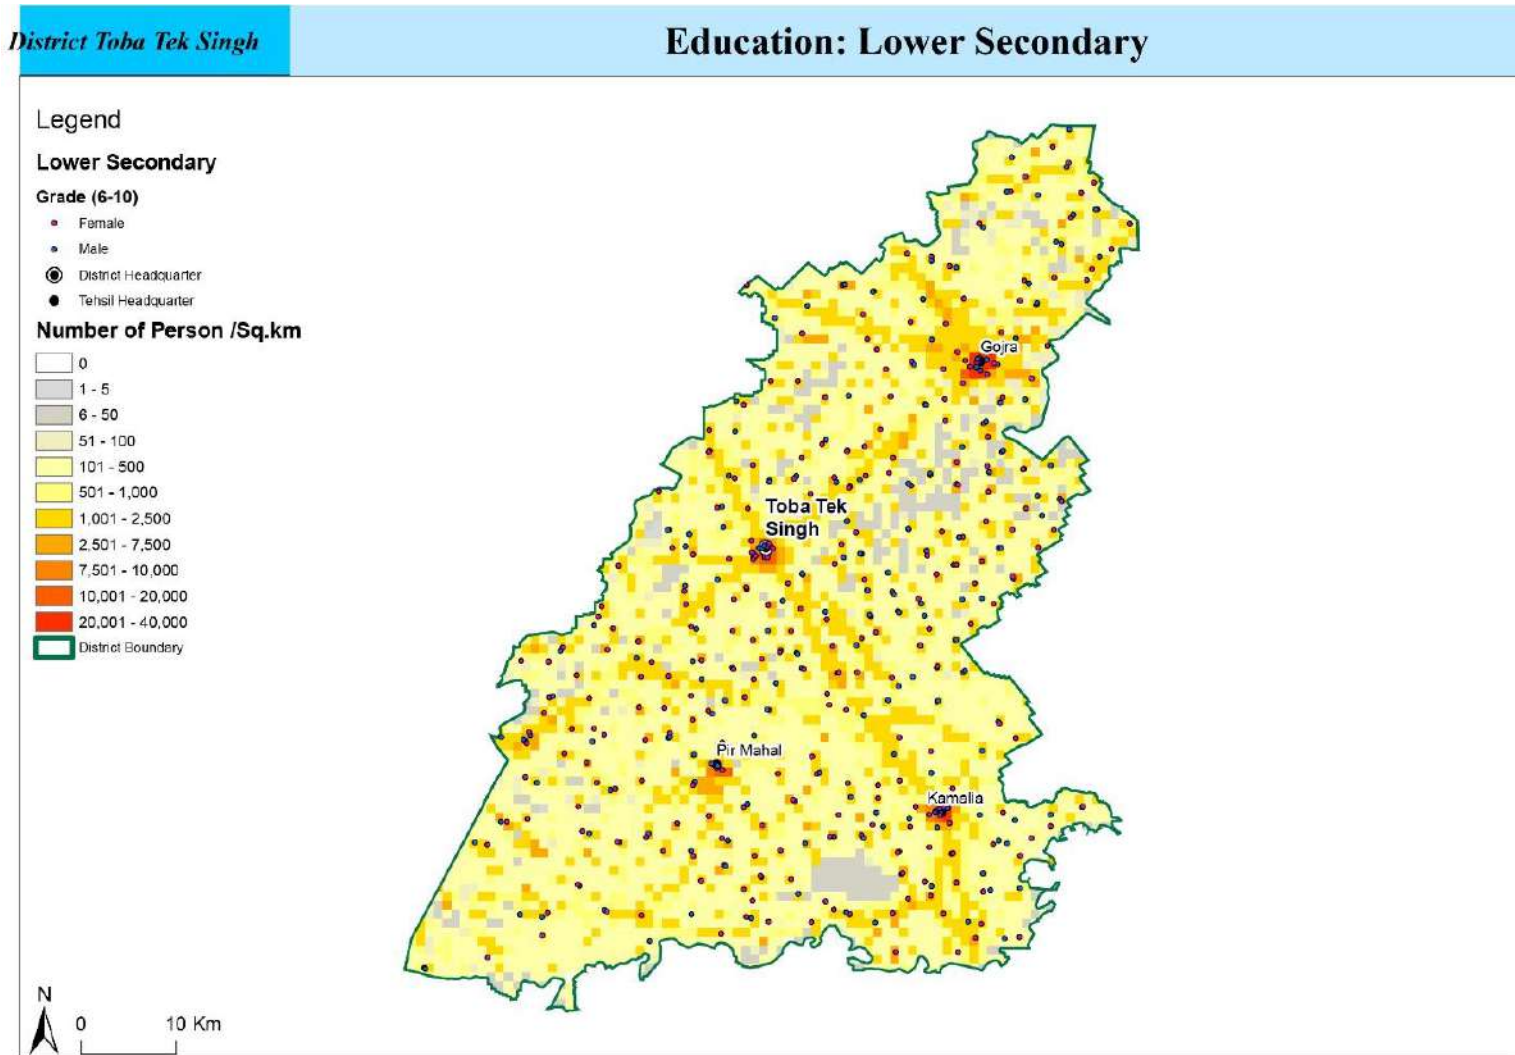 District Toba Tek Singh
Education: Lower Secondary
Legend
Lower Secondary
Grade (6-10)
Female
Male
District Headquarter
Tehsil Headquarter
Number of Person /Sq.km
0
1 - 5
6 - 50
51 - 100
101 - 500
501 - 1,000
1,001 - 2,500
2,501 - 7,500
7,501 - 10,000
10,001 - 20,000
20,001 - 40,000
District Boundary
Gojra
Toba Tek
Singh
Pir Mahal
Kamalia
N
0 10 Km